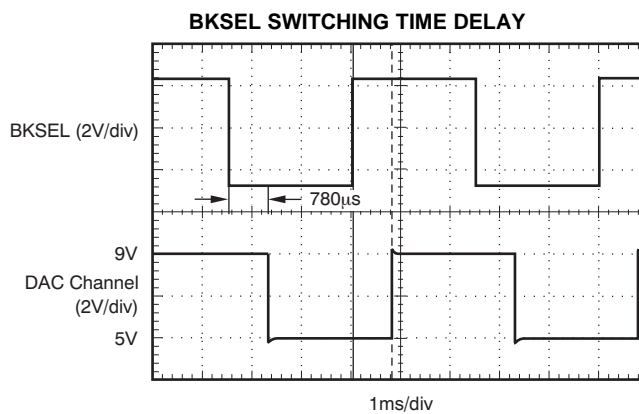 BKSEL SWITCHING TIME DELAY
BKSEL (2V/div)
780μs
9V
DAC Channel
(2V/div)
5V
1ms/div